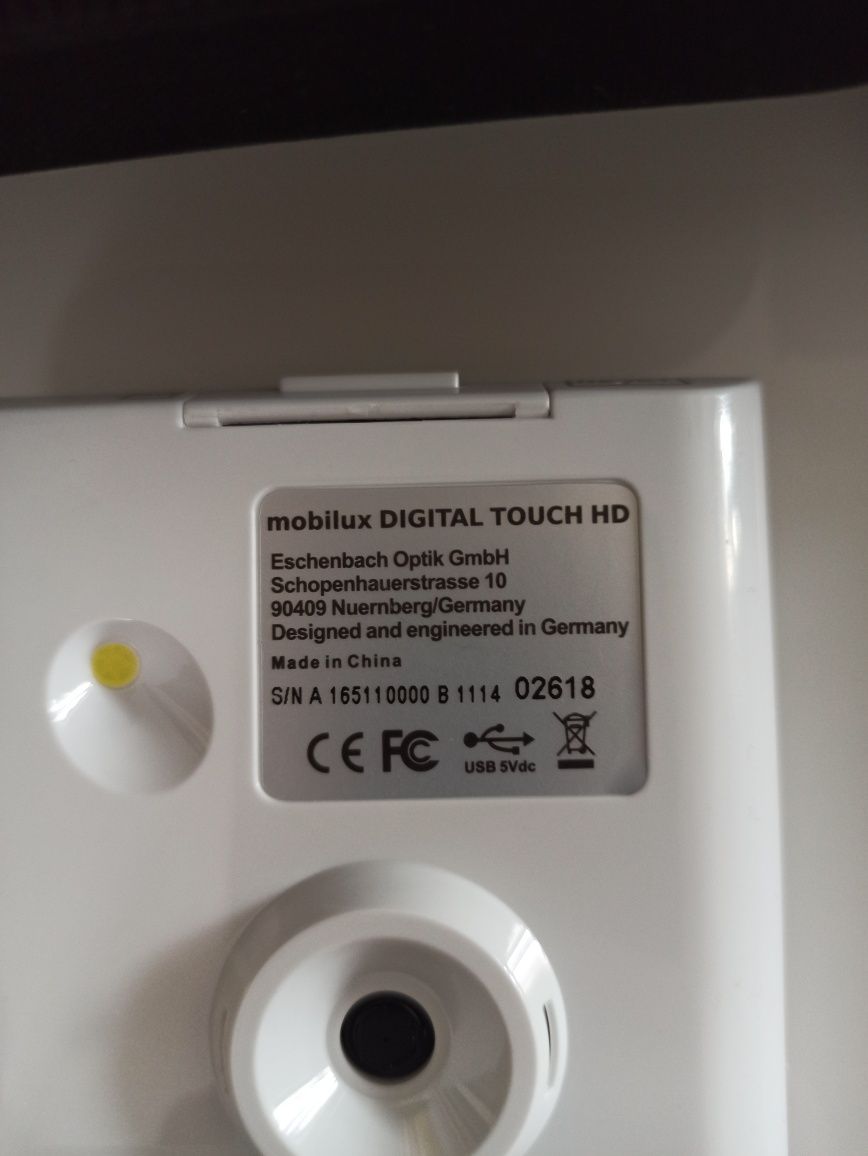 mobilux DIGITAL TOUCH HD
Eschenbach Optik GmbH
Schopenhauerstrasse 10
90409 Nuernberg/Germany
Designed and engineered in Germany
Made in China
S/N A 165110000 B 1114 02618
CE FC USB 5Vdc